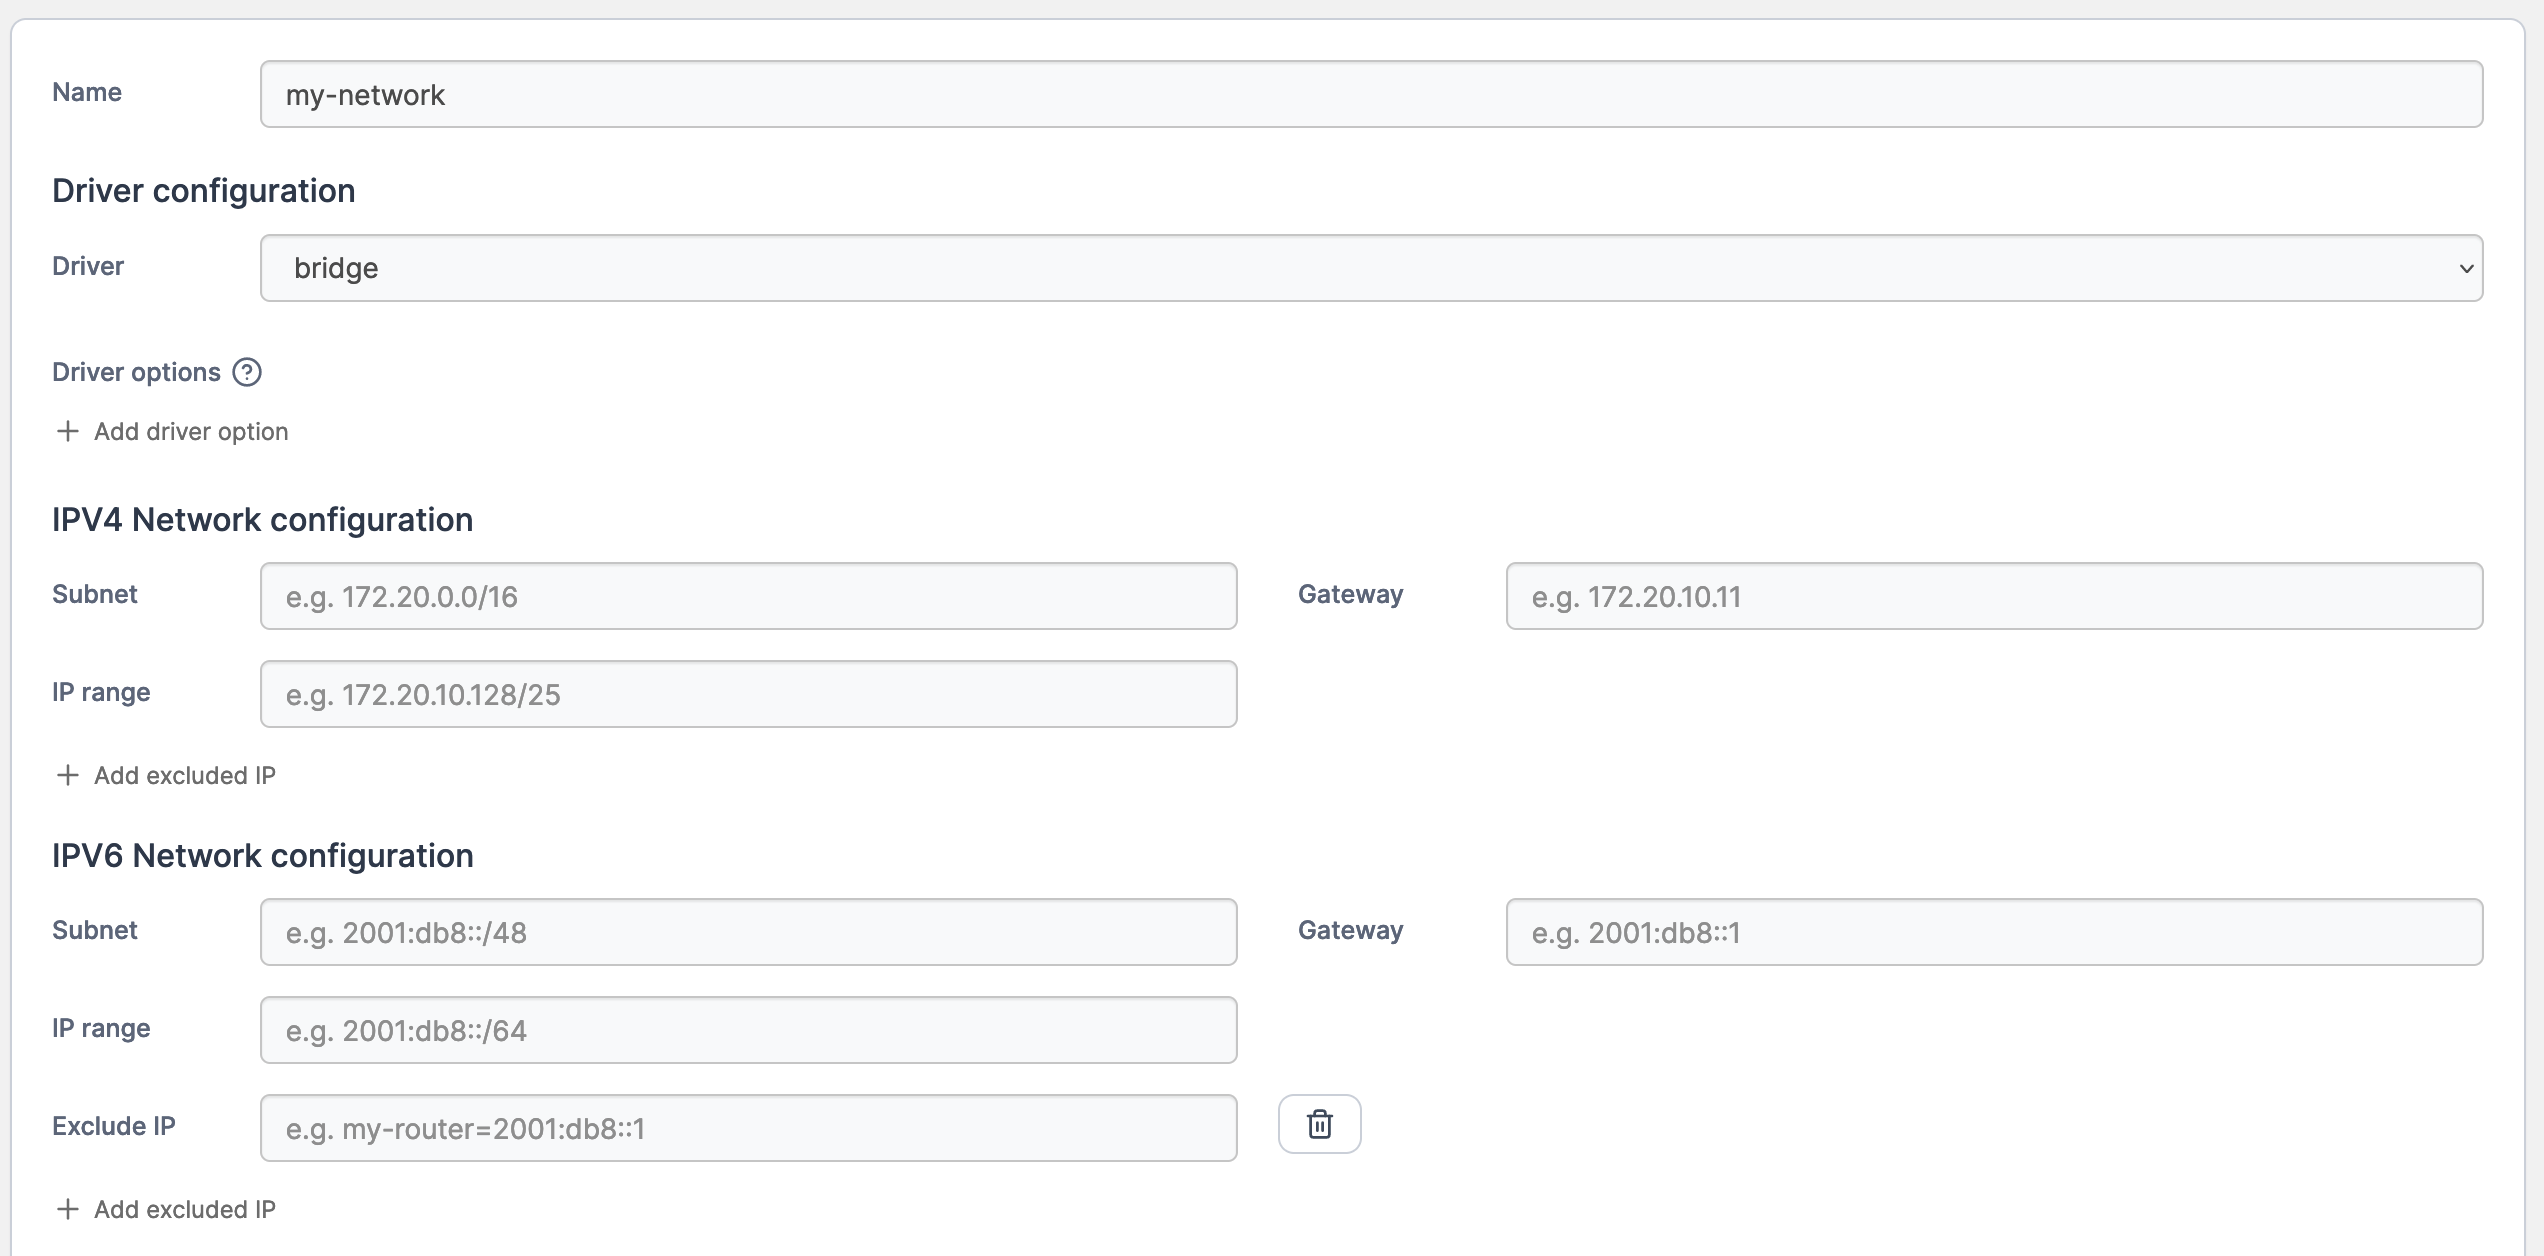 Name
my-network
Driver configuration
Driver
bridge
Driver options
Add driver option
IPV4 Network configuration
Subnet
e.g. 172.20.0.0/16
Gateway
e.g. 172.20.10.11
IP range
e.g. 172.20.10.128/25
Add excluded IP
IPV6 Network configuration
Subnet
e.g. 2001:db8::/48
Gateway
e.g. 2001:db8::1
IP range
e.g. 2001:db8::/64
Exclude IP
e.g. my-router=2001:db8::1
Add excluded IP